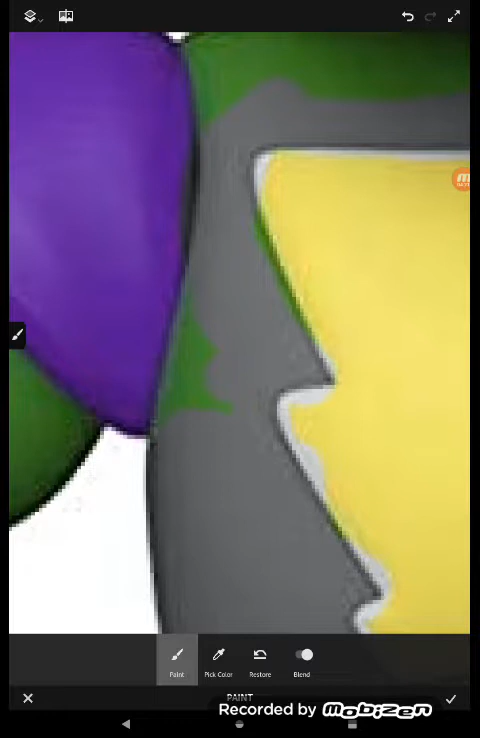 Paint
Pick Color
Restore
Blend
PAINT
Recorded by Mobizen